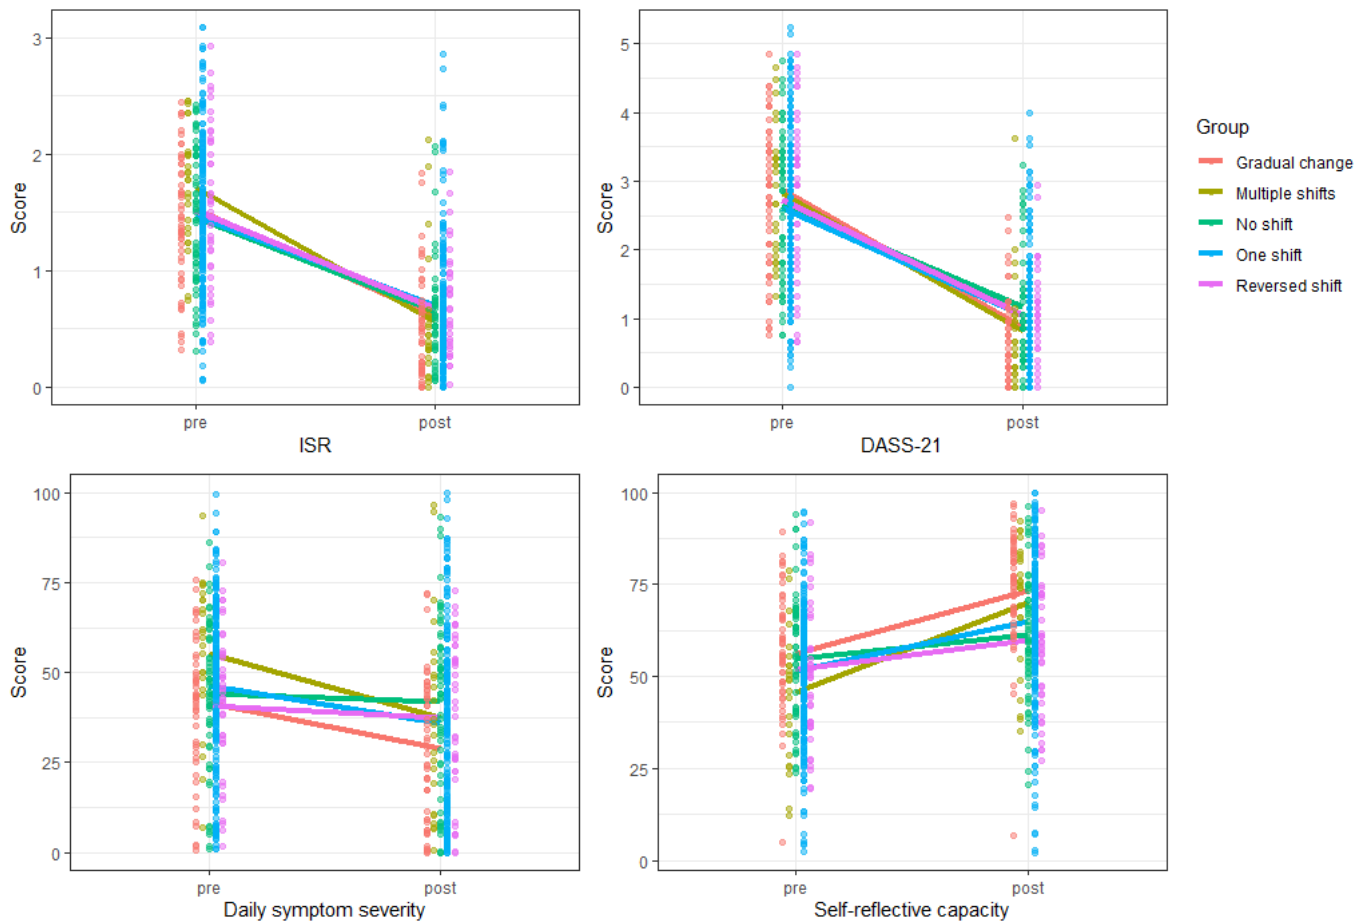 3
2
1
0
Score
pre
post
ISR
5
4
3
2
1
0
Score
pre
post
DASS-21
Group
Gradual change
Multiple shifts
No shift
One shift
Reversed shift
100
75
50
25
0
Score
pre
post
Daily symptom severity
100
75
50
25
0
Score
pre
post
Self-reflective capacity